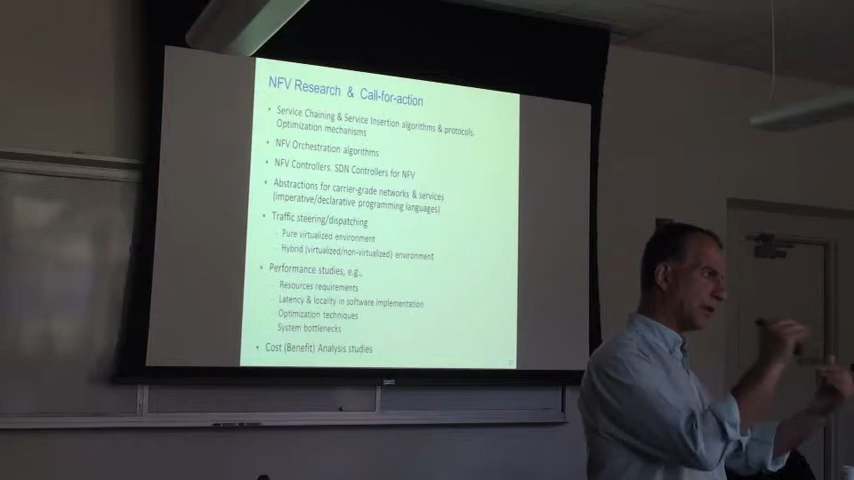 NFV Research & Call-for-action
• Service Chaining & Service Insertion algorithms & protocols.
Optimization mechanisms
• NFV Orchestration algorithms
• NFV Controllers. SDN Controllers for NFV
• Abstractions for carrier-grade networks & services
(imperative/declarative programming languages)
• Traffic steering/dispatching
Pure virtualized environment
Hybrid (virtualized/non-virtualized) environment
• Performance studies, e.g.,
Resources requirements
Latency & locality in software implementation
Optimization techniques
System bottlenecks
• Cost (Benefit) Analysis studies